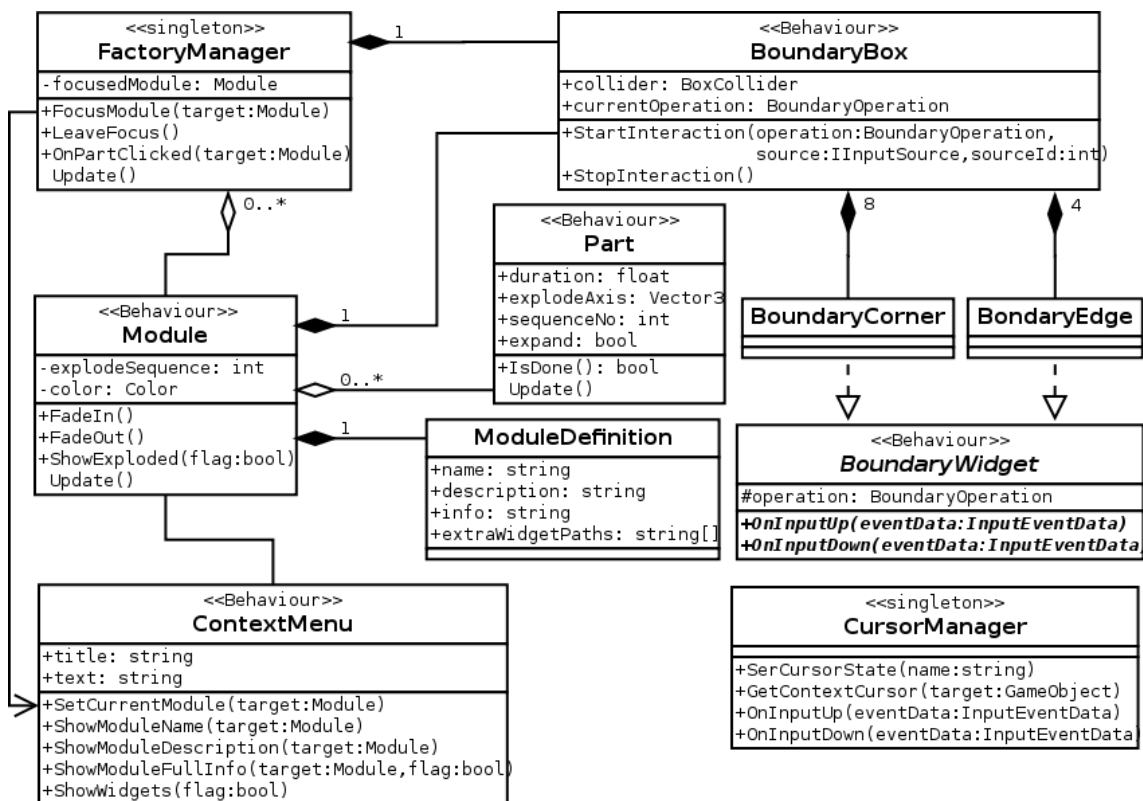 <<singleton>>
FactoryManager
-focusedModule: Module
+FocusModule(target:Module)
+LeaveFocus()
+OnPartClicked(target:Module)
Update()
1
0..*
<<Behaviour>>
BoundaryBox
+collider: BoxCollider
+currentOperation: BoundaryOperation
+StartInteraction(operation:BoundaryOperation,
source:IInputSource,sourceId:int)
+StopInteraction()
8
4
<<Behaviour>>
Part
+duration: float
+explodeAxis: Vector3
+sequenceNo: int
+expand: bool
+IsDone(): bool
Update()
<<Behaviour>>
Module
-explodeSequence: int
-color: Color
+FadeIn()
+FadeOut()
+ShowExploded(flag:bool)
Update()
1
0..*
1
BoundaryCorner
BondaryEdge
ModuleDefinition
+name: string
+description: string
+info: string
+extraWidgetPaths: string[]
<<Behaviour>>
BoundaryWidget
#operation: BoundaryOperation
+OnInputUp(eventData:InputEventData)
+OnInputDown(eventData:InputEventData)
<<Behaviour>>
ContextMenu
+title: string
+text: string
+SetCurrentModule(target:Module)
+ShowModuleName(target:Module)
+ShowModuleDescription(target:Module)
+ShowModuleFullInfo(target:Module,flag:bool)
+ShowWidgets(flag:bool)
<<singleton>>
CursorManager
+SerCursorState(name:string)
+GetContextCursor(target:GameObject)
+OnInputUp(eventData:InputEventData)
+OnInputDown(eventData:InputEventData)